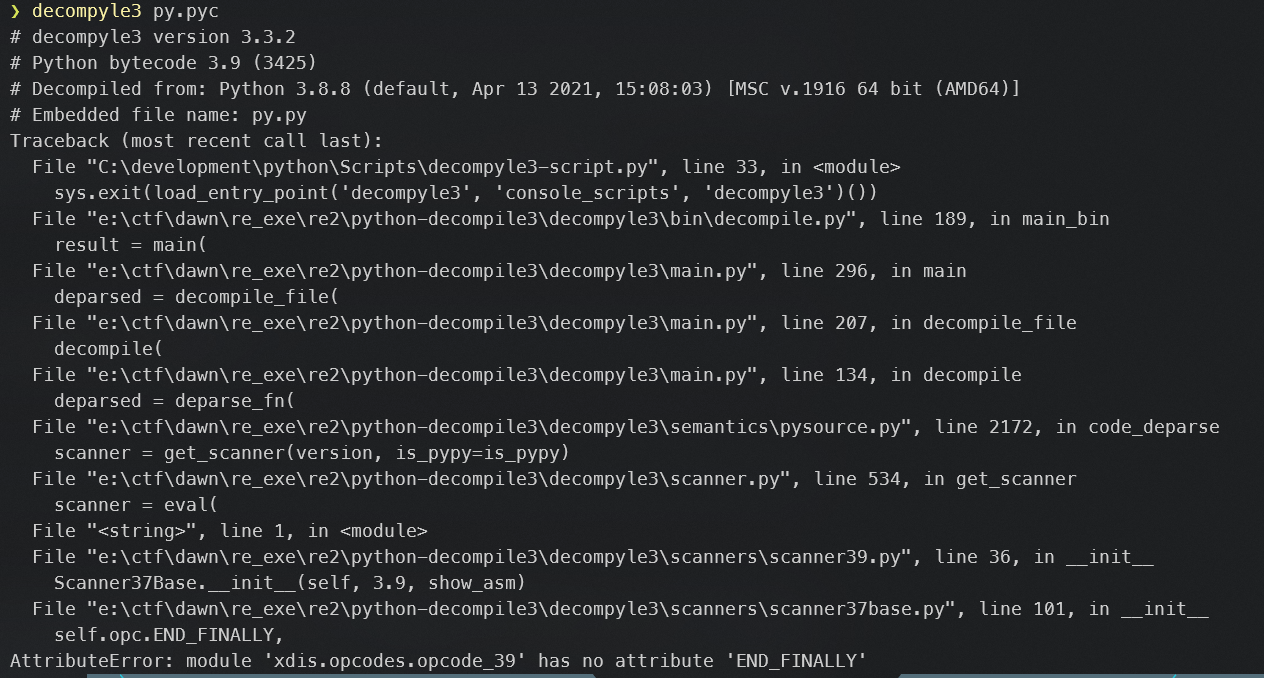 ❯ decompyle3 py.pyc
# decompyle3 version 3.3.2
# Python bytecode 3.9 (3425)
# Decompiled from: Python 3.8.8 (default, Apr 13 2021, 15:08:03) [MSC v.1916 64 bit (AMD64)]
# Embedded file name: py.py
Traceback (most recent call last):
  File "C:\development\python\Scripts\decompyle3-script.py", line 33, in <module>
    sys.exit(load_entry_point('decompyle3', 'console_scripts', 'decompyle3')())
  File "e:\ctf\dawn\re_exe\re2\python-decompile3\decompyle3\bin\decompile.py", line 189, in main_bin
    result = main(
  File "e:\ctf\dawn\re_exe\re2\python-decompile3\decompyle3\main.py", line 296, in main
    deparsed = decompile_file(
  File "e:\ctf\dawn\re_exe\re2\python-decompile3\decompyle3\main.py", line 207, in decompile_file
    decompile(
  File "e:\ctf\dawn\re_exe\re2\python-decompile3\decompyle3\main.py", line 134, in decompile
    deparsed = deparse_fn(
  File "e:\ctf\dawn\re_exe\re2\python-decompile3\decompyle3\semantics\pysource.py", line 2172, in code_deparse
    scanner = get_scanner(version, is_pypy=is_pypy)
  File "e:\ctf\dawn\re_exe\re2\python-decompile3\decompyle3\scanner.py", line 534, in get_scanner
    scanner = eval(
  File "<string>", line 1, in <module>
  File "e:\ctf\dawn\re_exe\re2\python-decompile3\decompyle3\scanners\scanner39.py", line 36, in __init__
    Scanner37Base.__init__(self, 3.9, show_asm)
  File "e:\ctf\dawn\re_exe\re2\python-decompile3\decompyle3\scanners\scanner37base.py", line 101, in __init__
    self.opc.END_FINALLY,
AttributeError: module 'xdis.opcodes.opcode_39' has no attribute 'END_FINALLY'